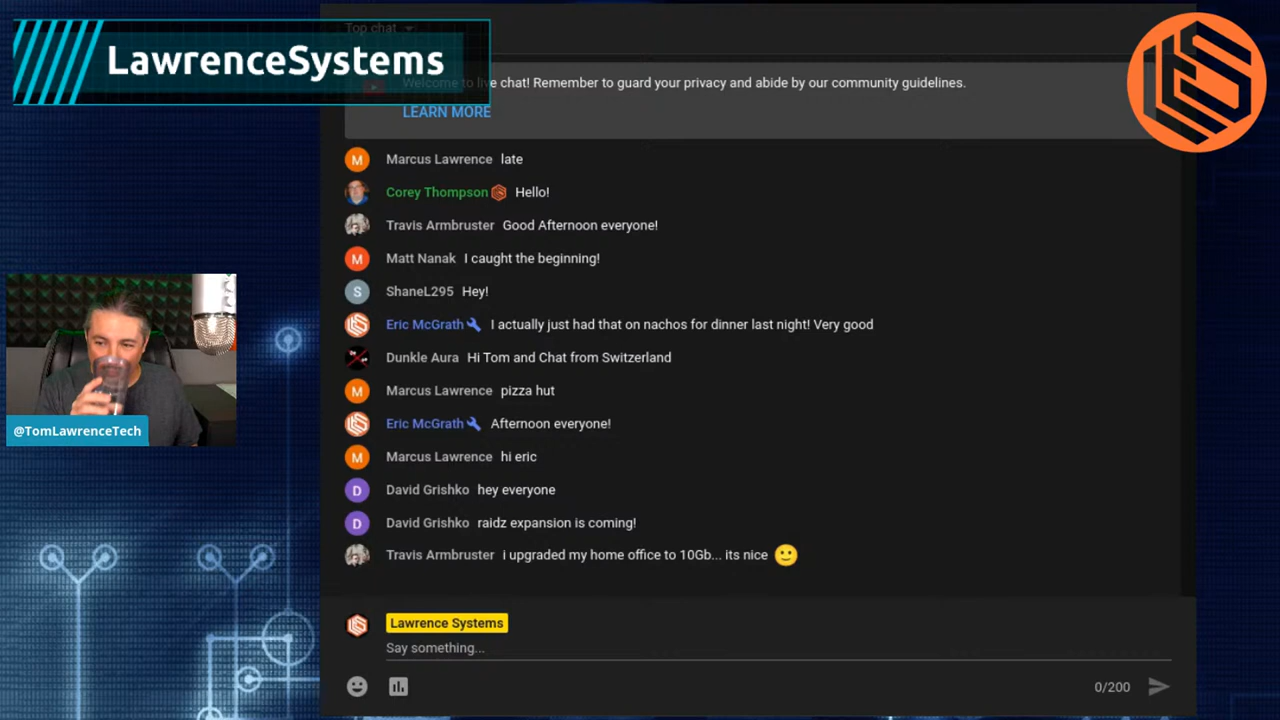 Top chat
LawrenceSystems
Welcome to live chat! Remember to guard your privacy and abide by our community guidelines.
LEARN MORE
M Marcus Lawrence late
Corey Thompson Hello!
Travis Armbruster Good Afternoon everyone!
M Matt Nanak I caught the beginning!
S ShaneL295 Hey!
Eric McGrath I actually just had that on nachos for dinner last night! Very good
Dunkle Aura Hi Tom and Chat from Switzerland
M Marcus Lawrence pizza hut
Eric McGrath Afternoon everyone!
@TomLawrenceTech
M Marcus Lawrence hi eric
D David Grishko hey everyone
D David Grishko raidz expansion is coming!
Travis Armbruster i upgraded my home office to 10Gb... its nice 🙂
Lawrence Systems
Say something...
0/200